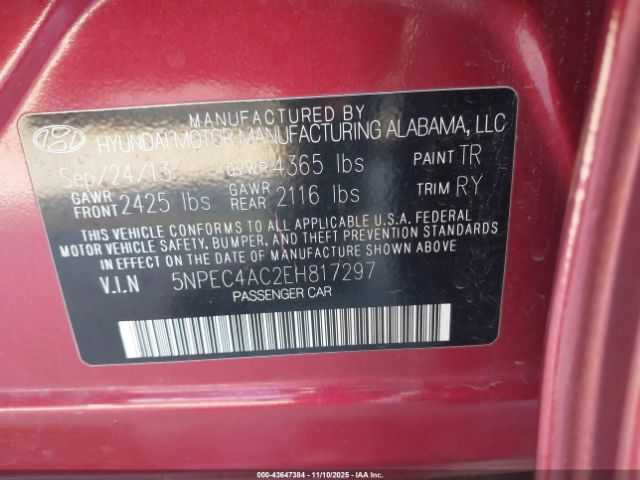 MANUFACTURED BY
HYUNDAI MOTOR MANUFACTURING ALABAMA, LLC
Sep/24/13 GVWR 4365 lbs PAINT TR
GAWR FRONT 2425 lbs GAWR REAR 2116 lbs TRIM RY
THIS VEHICLE CONFORMS TO ALL APPLICABLE U.S.A. FEDERAL
MOTOR VEHICLE SAFETY, BUMPER, AND THEFT PREVENTION STANDARDS
IN EFFECT ON THE DATE OF MANUFACTURE SHOWN ABOVE
V.I.N 5NPEC4AC2EH817297
PASSENGER CAR
000-43647384 - 11/10/2025 - IAAI, INC. COPYRIGHT